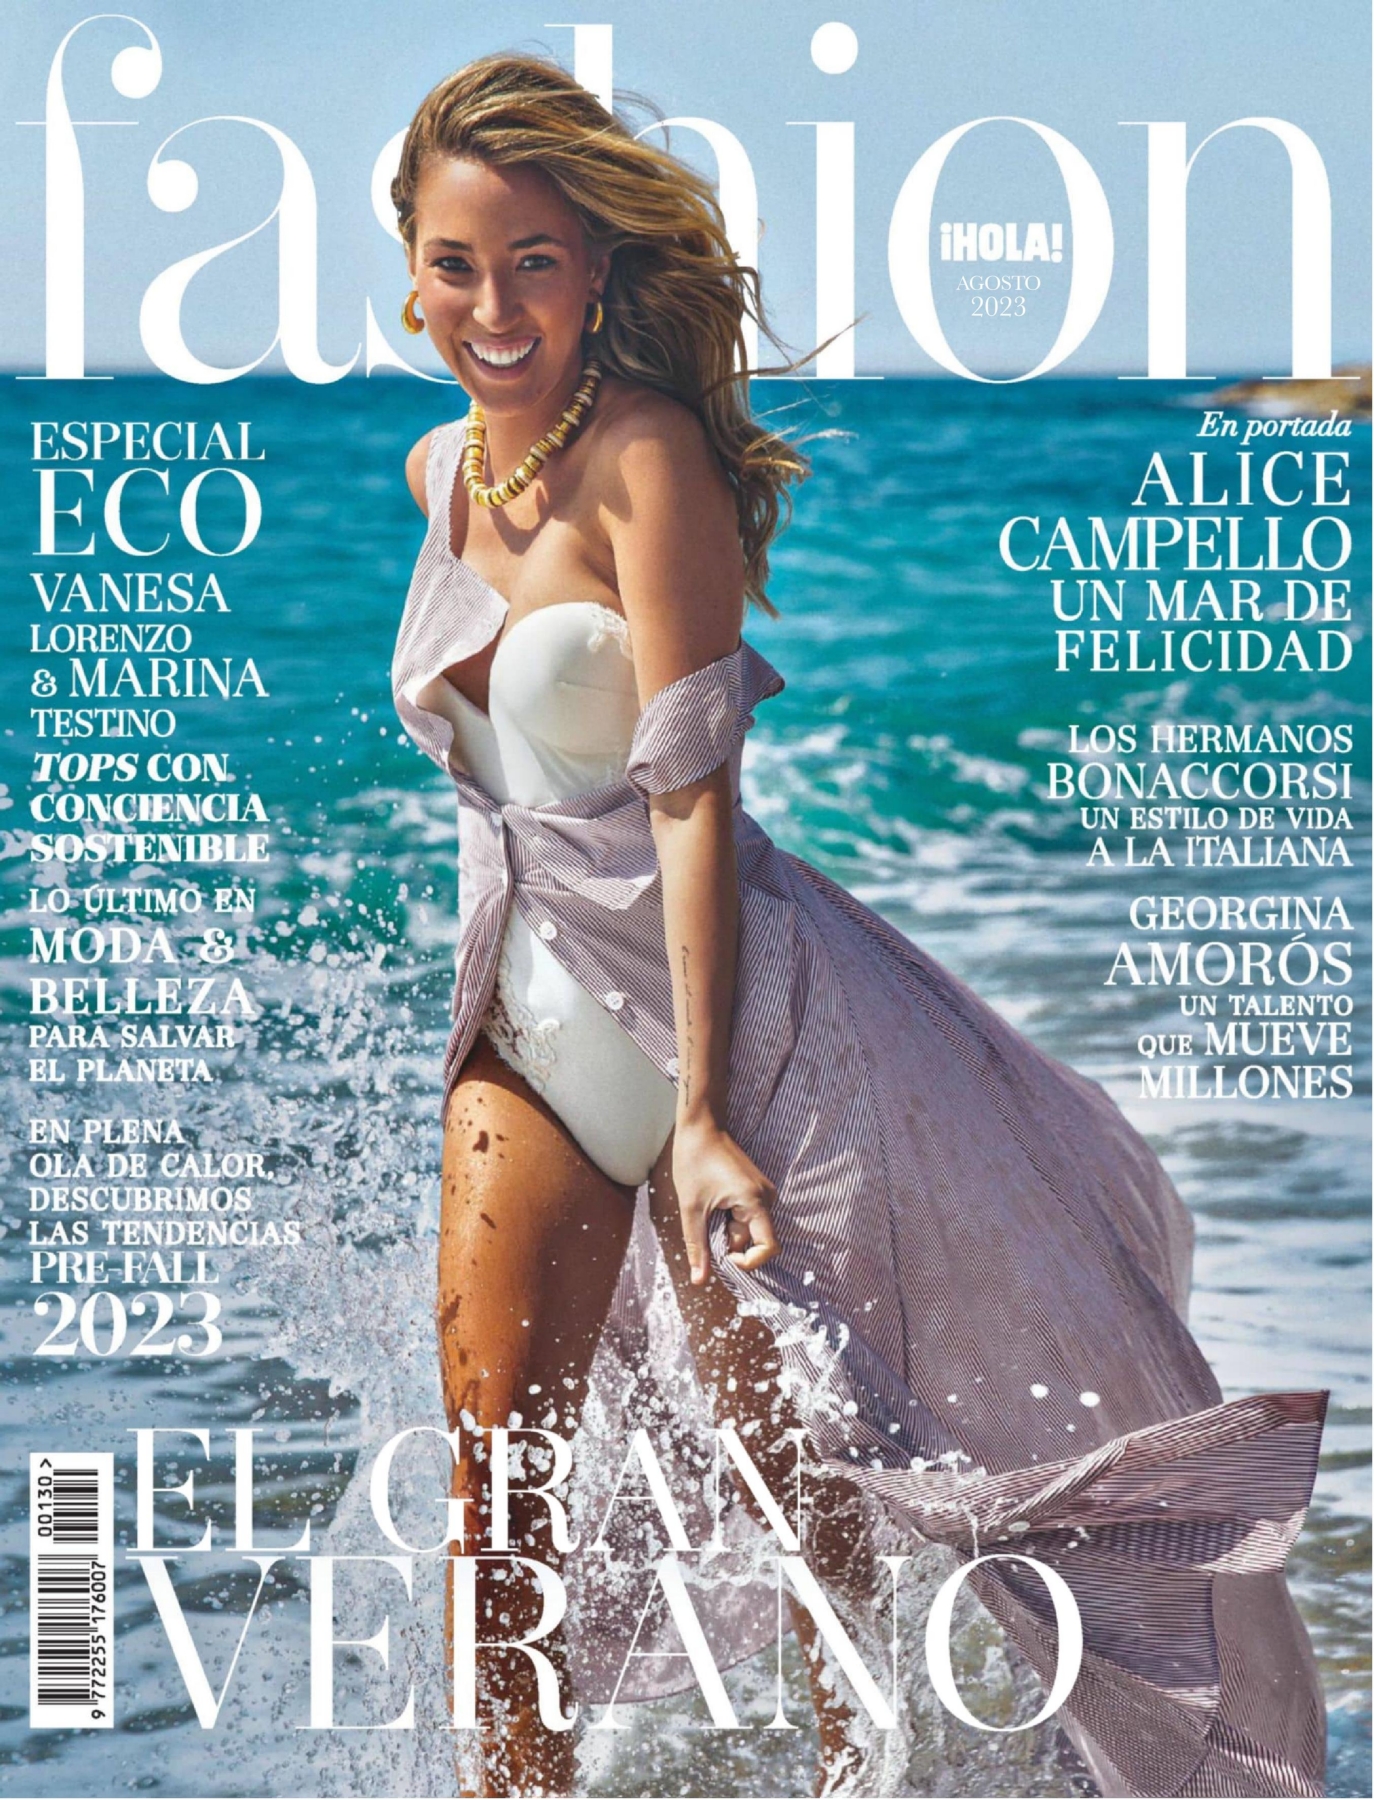 fashion
¡HOLA!
AGOSTO
2023
ESPECIAL
ECO
VANESA
LORENZO
& MARINA
TESTINO
TOPS CON
CONCIENCIA
SOSTENIBLE
LO ÚLTIMO EN
MODA &
BELLEZA
PARA SALVAR
EL PLANETA
EN PLENA
OLA DE CALOR,
DESCUBRIMOS
LAS TENDENCIAS
PRE-FALL
2023
En portada
ALICE
CAMPELLO
UN MAR DE
FELICIDAD
LOS HERMANOS
BONACCORSI
UN ESTILO DE VIDA
A LA ITALIANA
GEORGINA
AMORÓS
UN TALENTO
QUE MUEVE
MILLONES
EL GRAN
VERANO
00130 >
9 772255 176007